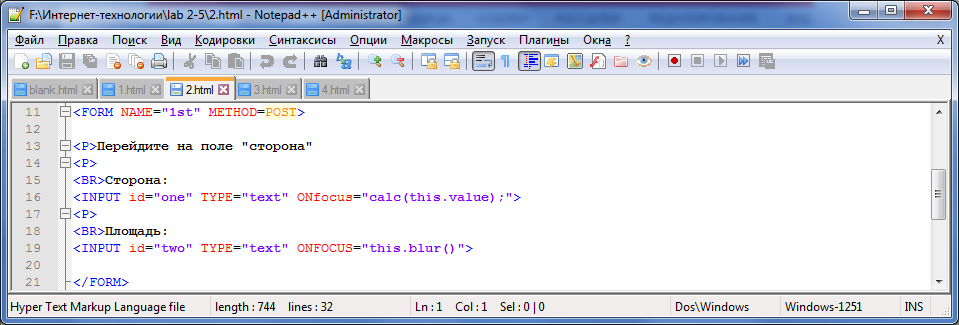 F:\Интернет-технологии\lab 2-5\2.html - Notepad++ [Administrator]
Файл Правка Поиск Вид Кодировки Синтаксисы Опции Макросы Запуск Плагины Окна ? X
blank.html 1.html 2.html 3.html 4.html
11 <FORM NAME="1st" METHOD=POST>
12
13 <P>Перейдите на поле "сторона"
14 <P>
15 <BR>Сторона:
16 <INPUT id="one" TYPE="text" ONfocus="calc(this.value);">
17 <P>
18 <BR>Площадь:
19 <INPUT id="two" TYPE="text" ONFOCUS="this.blur()">
20
21 </FORM>
Hyper Text Markup Language file length : 744 lines : 32 Ln : 1 Col : 1 Sel : 0 | 0 Dos\Windows Windows-1251 INS